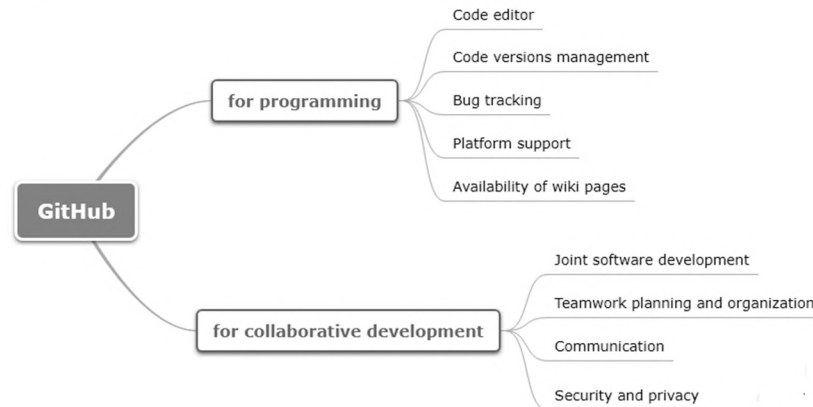 GitHub
for programming
Code editor
Code versions management
Bug tracking
Platform support
Availability of wiki pages
for collaborative development
Joint software development
Teamwork planning and organization
Communication
Security and privacy